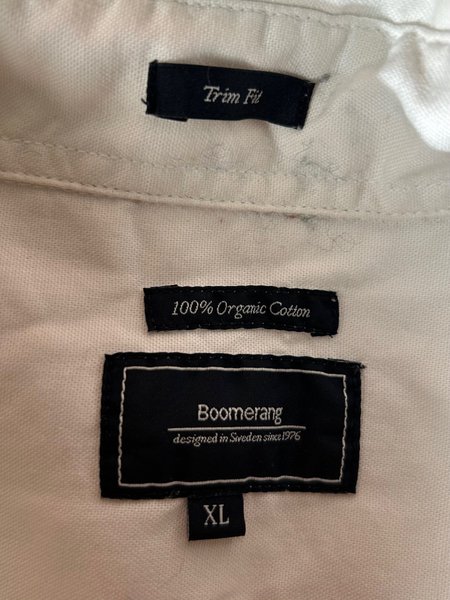 Trim Fit
100% Organic Cotton
Boomerang
designed in Sweden since 1976
XL